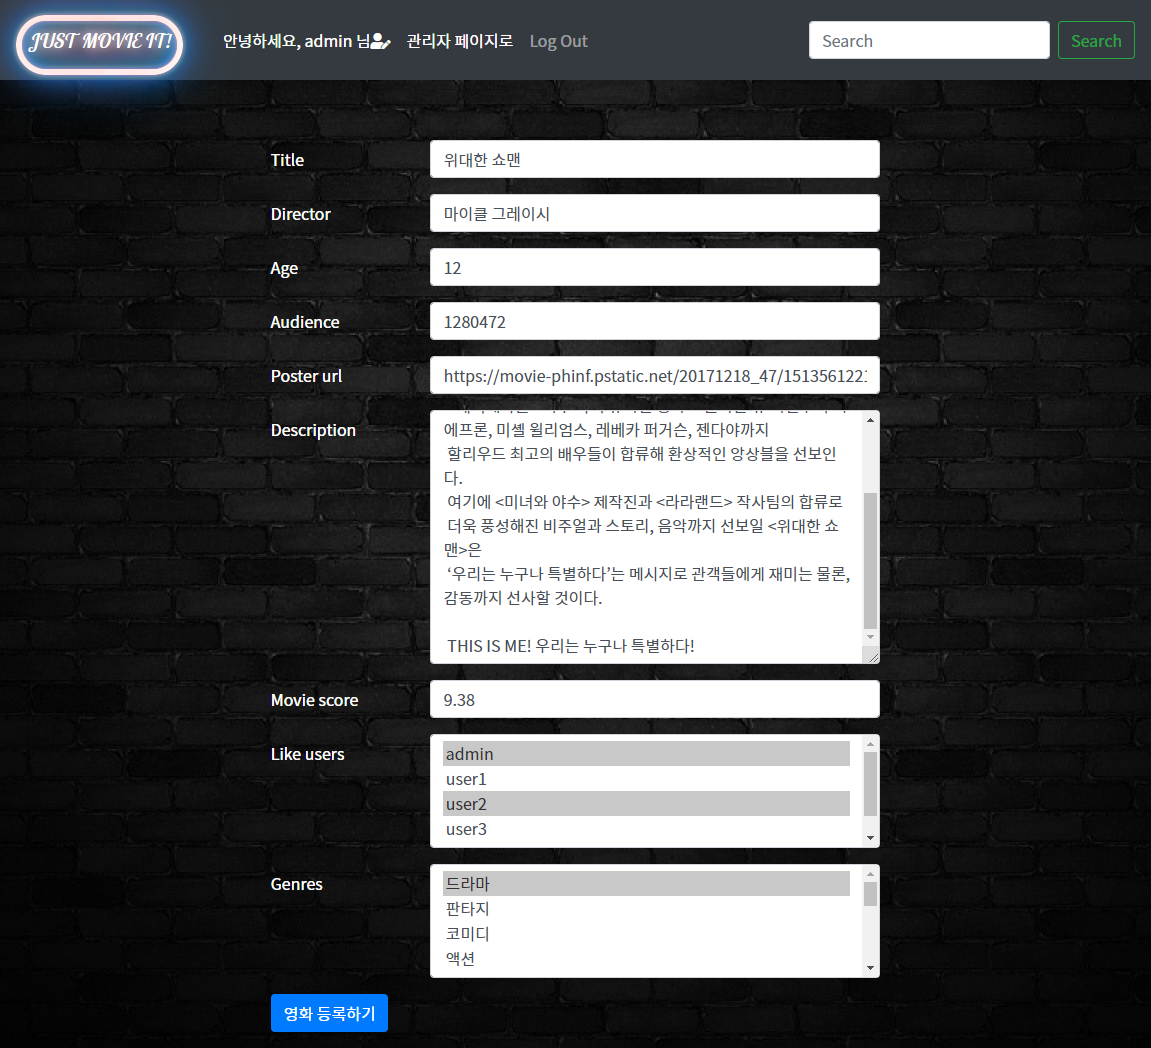 JUST MOVIE IT!
안녕하세요, admin 님
관리자 페이지로
Log Out
Search
Search
Title
위대한 쇼맨
Director
마이클 그레이시
Age
12
Audience
1280472
Poster url
https://movie-phinf.pstatic.net/20171218_47/1513561221
Description
에프론, 미셸 윌리엄스, 레베카 퍼거슨, 젠다야까지
할리우드 최고의 배우들이 합류해 환상적인 앙상블을 선보인
다.
여기에 <미녀와 야수> 제작진과 <라라랜드> 작사팀의 합류로
더욱 풍성해진 비주얼과 스토리, 음악까지 선보일 <위대한 쇼
맨>은
‘우리는 누구나 특별하다’는 메시지로 관객들에게 재미는 물론,
감동까지 선사할 것이다.
THIS IS ME! 우리는 누구나 특별하다!
Movie score
9.38
Like users
admin
user1
user2
user3
Genres
드라마
판타지
코미디
액션
영화 등록하기